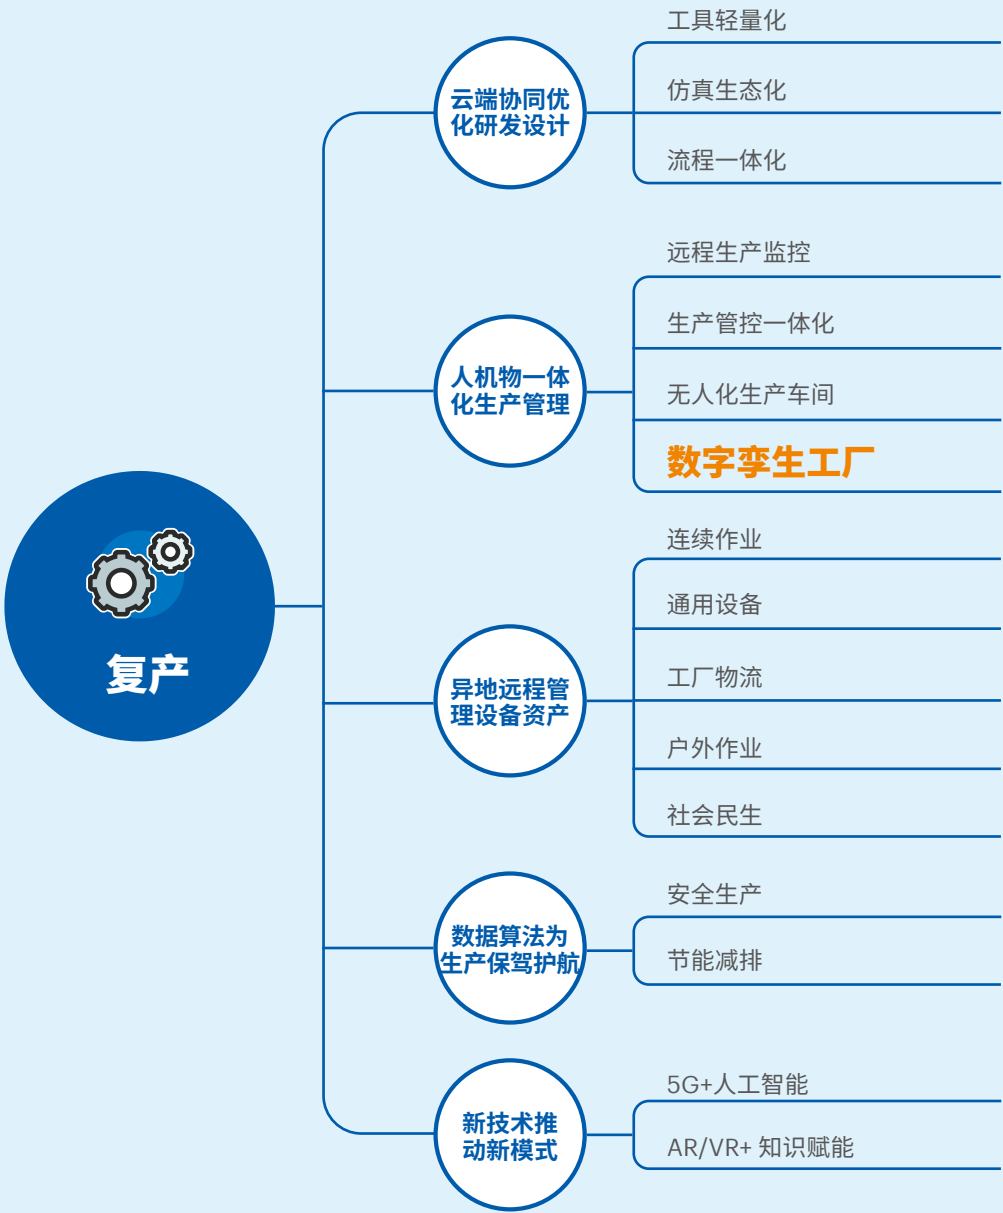 复产
云端协同优
化研发设计
工具轻量化
仿真生态化
流程一体化
人机物一体
化生产管理
远程生产监控
生产管控一体化
无人化生产车间
数字孪生工厂
异地远程管
理设备资产
连续作业
通用设备
工厂物流
户外作业
社会民生
数据算法为
生产保驾护航
安全生产
节能减排
新技术推
动新模式
5G+人工智能
AR/VR+ 知识赋能